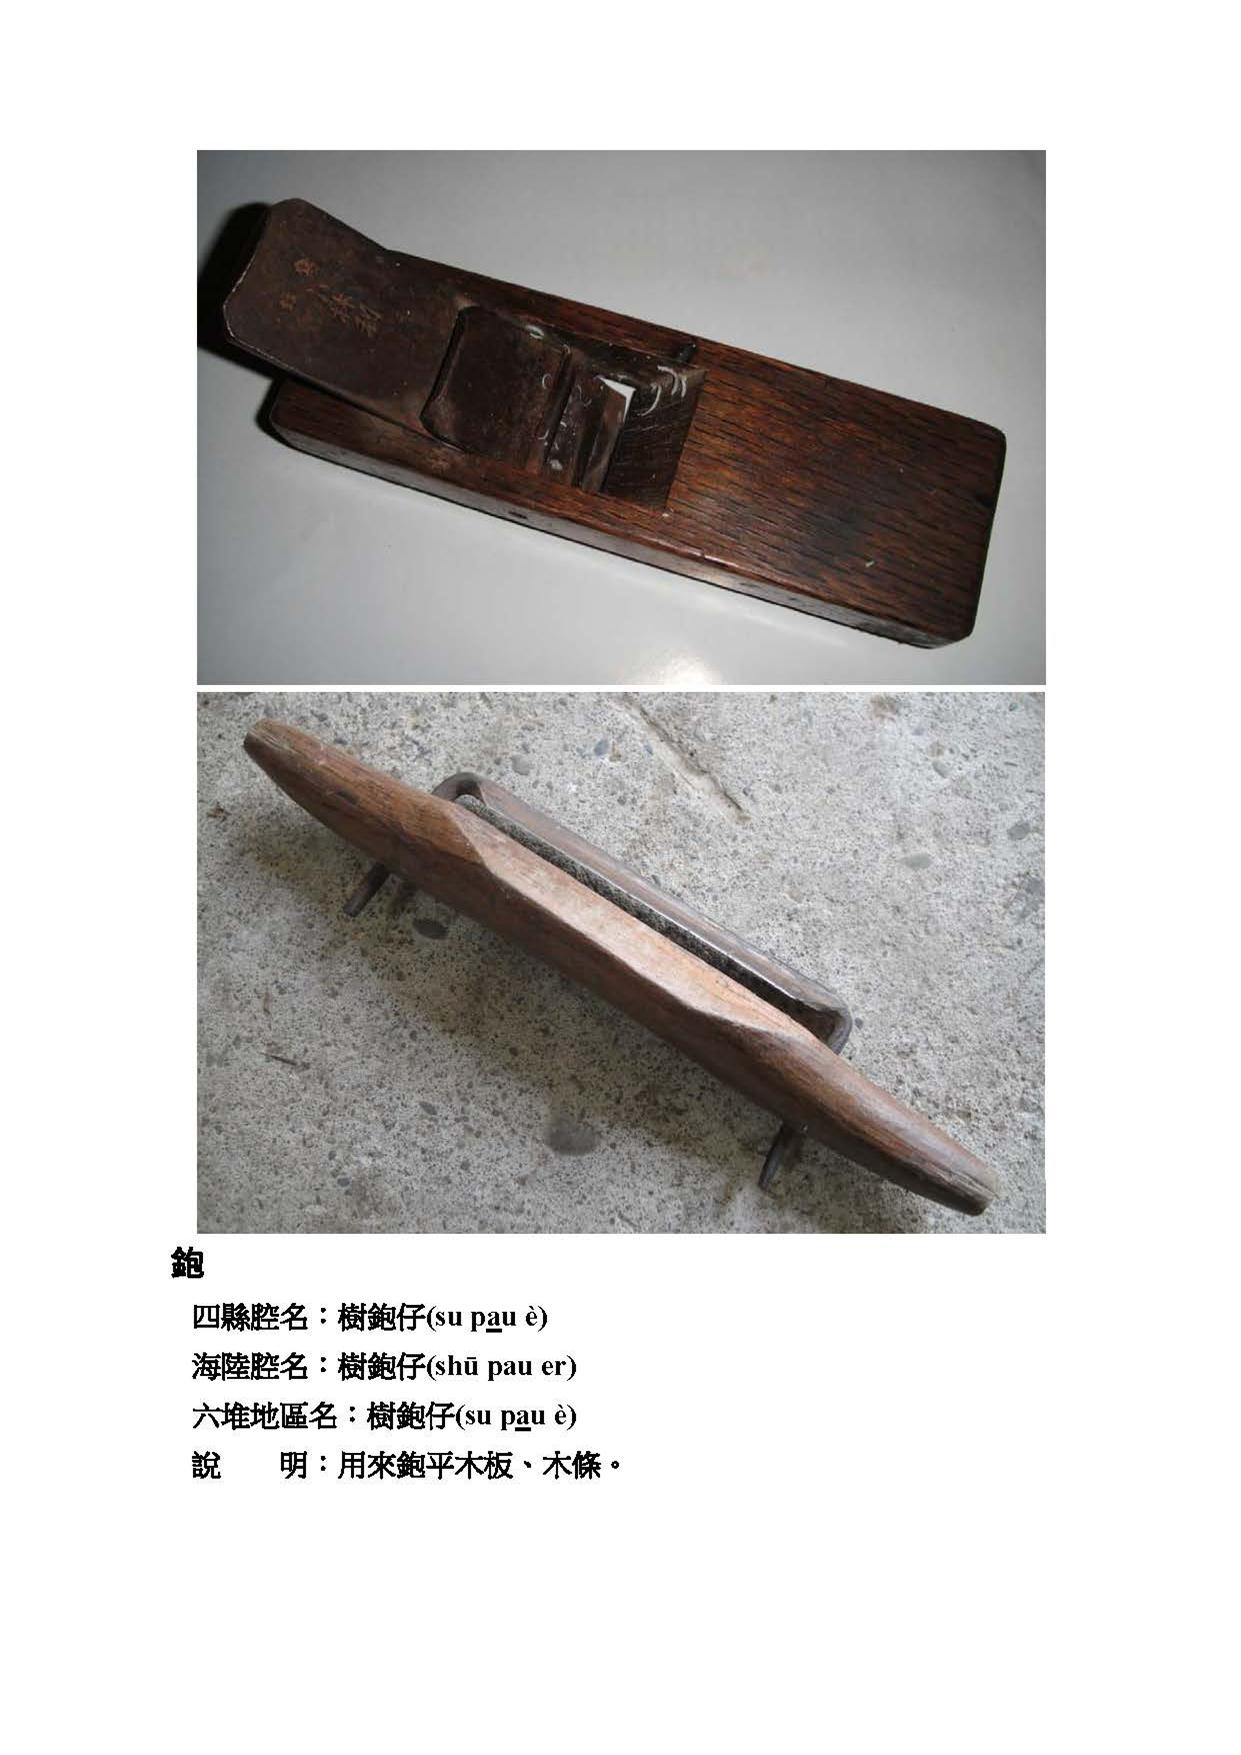 鉋
四縣腔名：樹鉋仔(su pa̲u è)
海陸腔名：樹鉋仔(shū pau er)
六堆地區名：樹鉋仔(su pa̲u è)
說　　明：用來鉋平木板、木條。